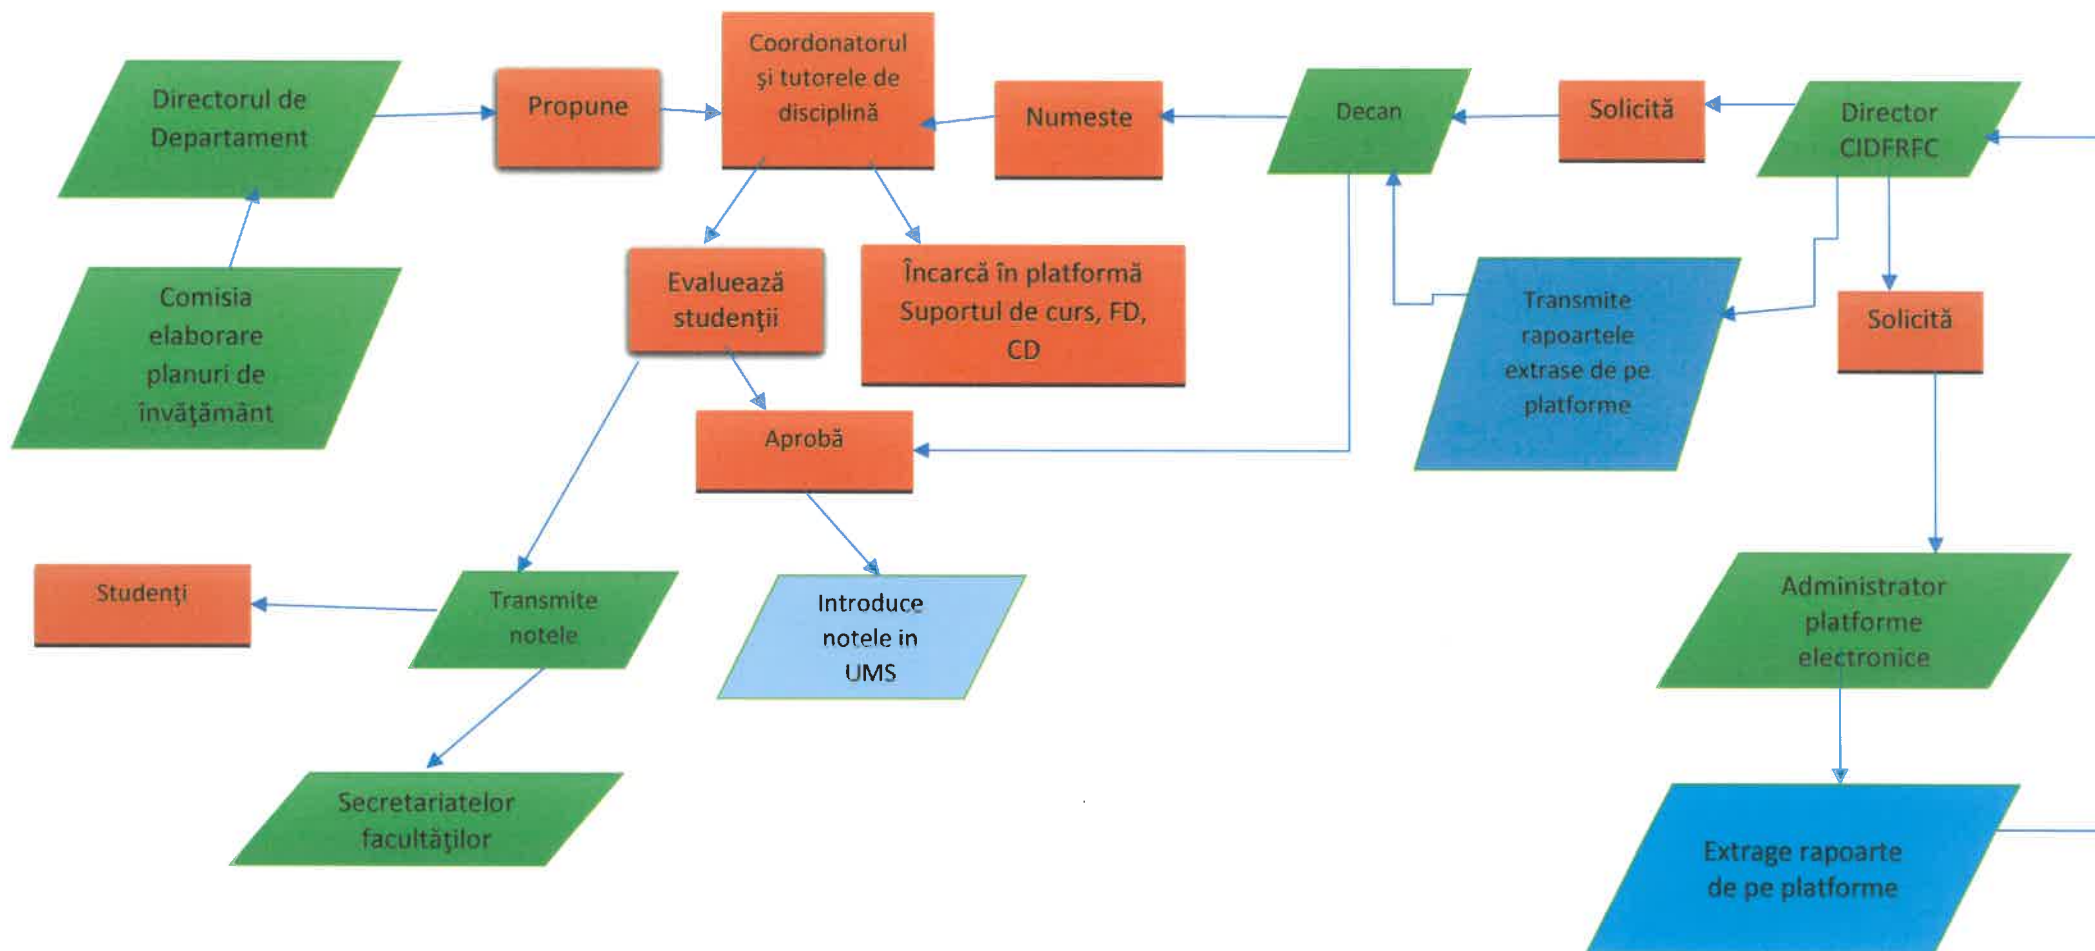 Coordonatorul
şi tutorele de
disciplină
Directorul de
Departament
Propune
Numeste
Decan
Solicită
Director
CIDFRFC
Comisia
elaborare
planuri de
învăţământ
Evaluează
studenţii
Încarcă în platformă
Suportul de curs, FD,
CD
Transmite
rapoartele
extrase de pe
platforme
Solicită
Aprobă
Studenţi
Transmite
notele
Introduce
notele in
UMS
Administrator
platforme
electronice
Secretariatelor
facultăţilor
Extrage rapoarte
de pe platforme